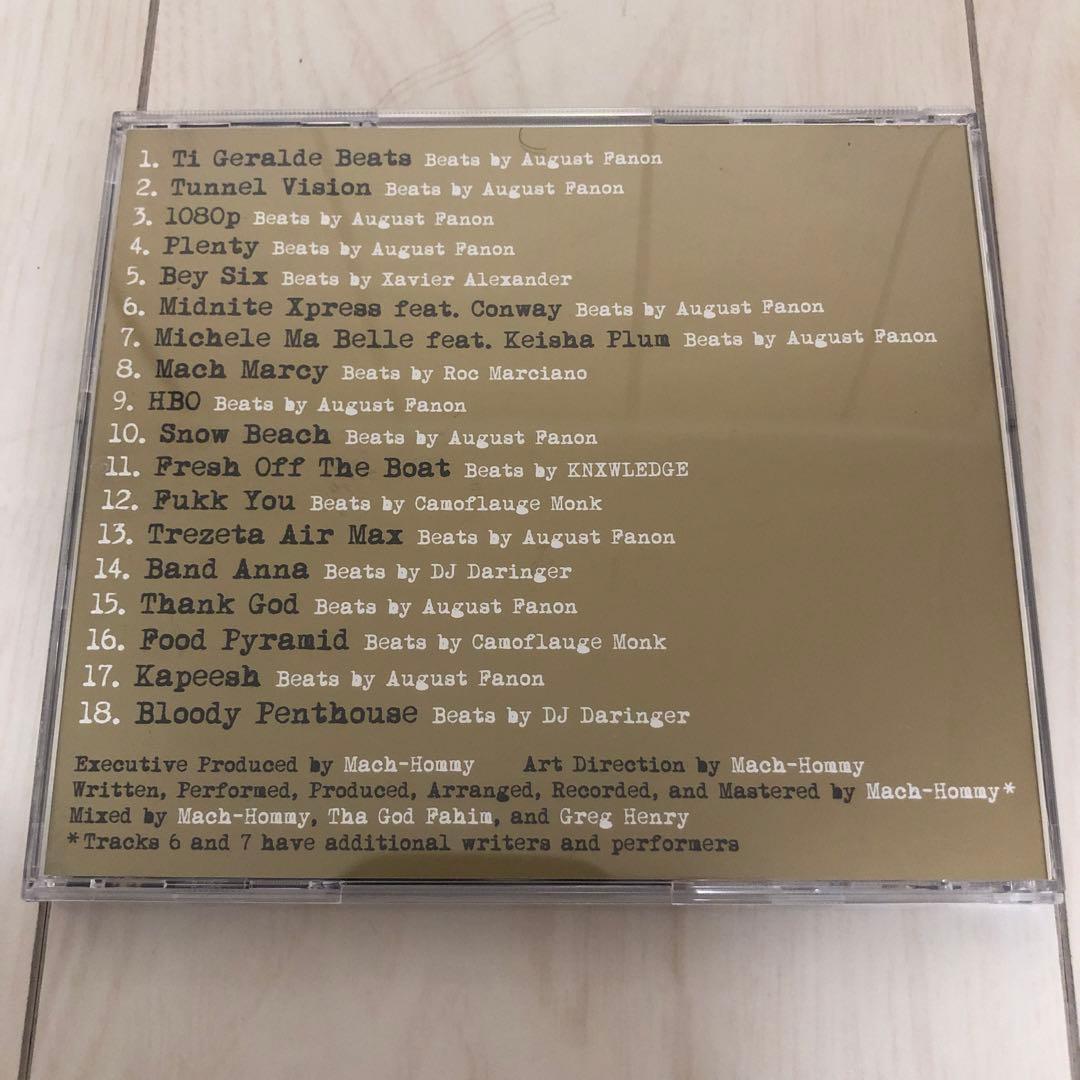 1. Ti Geralde Beats Beats by August Fanon
2. Tunnel Vision Beats by August Fanon
3. 1080p Beats by August Fanon
4. Plenty Beats by August Fanon
5. Bey Six Beats by Xavier Alexander
6. Midnite Xpress feat. Conway Beats by August Fanon
7. Michele Ma Belle feat. Keisha Plum Beats by August Fanon
8. Mach Marcy Beats by Roc Marciano
9. HBO Beats by August Fanon
10. Snow Beach Beats by August Fanon
11. Fresh Off The Boat Beats by KNXWLEDGE
12. Fukk You Beats by Camoflauge Monk
13. Trezeta Air Max Beats by August Fanon
14. Band Anna Beats by DJ Daringer
15. Thank God Beats by August Fanon
16. Food Pyramid Beats by Camoflauge Monk
17. Kapeesh Beats by August Fanon
18. Bloody Penthouse Beats by DJ Daringer
Executive Produced by Mach-Hommy Art Direction by Mach-Hommy
Written, Performed, Produced, Arranged, Recorded, and Mastered by Mach-Hommy*
Mixed by Mach-Hommy, Tha God Fahim, and Greg Henry
*Tracks 6 and 7 have additional writers and performers